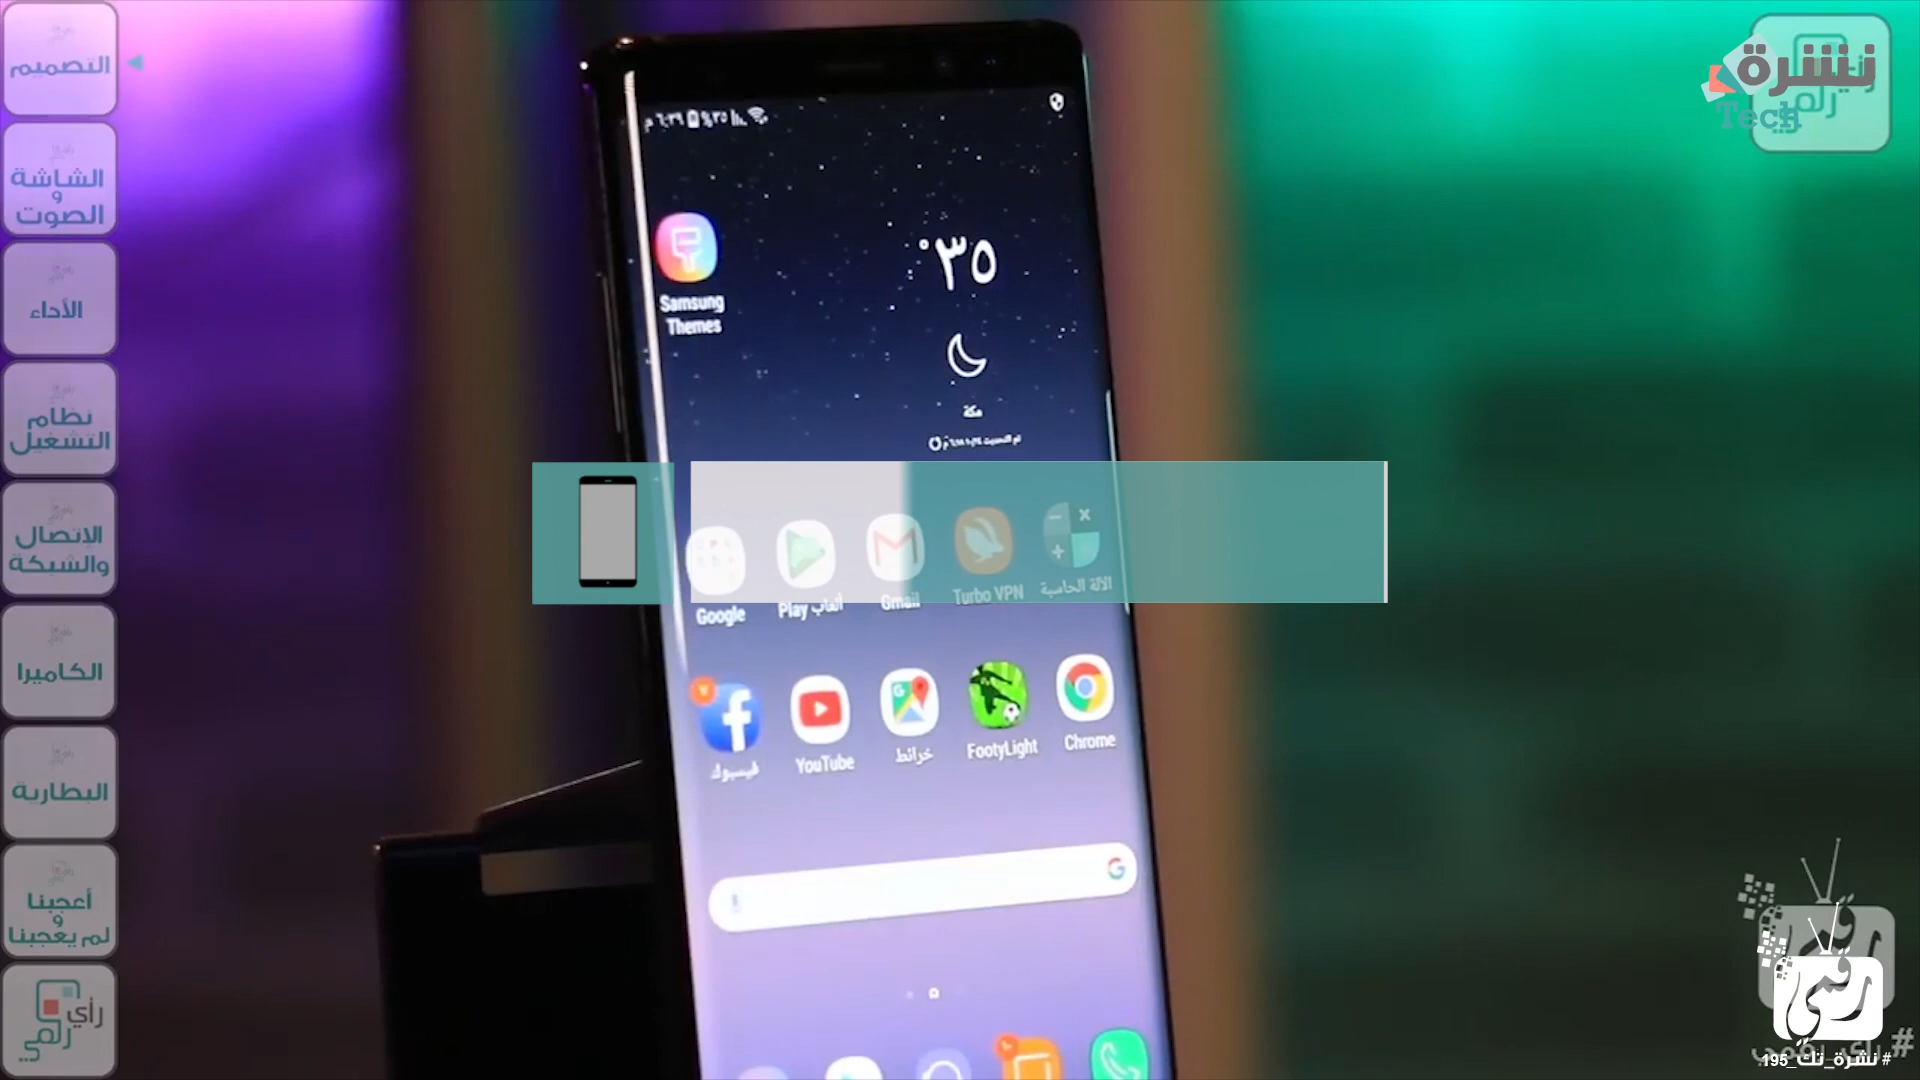 التصميم
الشاشة
و
الصوت
الأداء
نظام
التشغيل
الاتصال
والشبكة
الكاميرا
البطارية
أعجبنا
و
لم يعجبنا
رأي
رقمي
نشرة
Tech
٣٥°
مكة
Samsung
Themes
Google
Play ألعاب
Gmail
Turbo VPN
الآلة الحاسبة
فيسبوك
YouTube
خرائط
FootyLight
Chrome
رقمي
# نشرة_تك_195